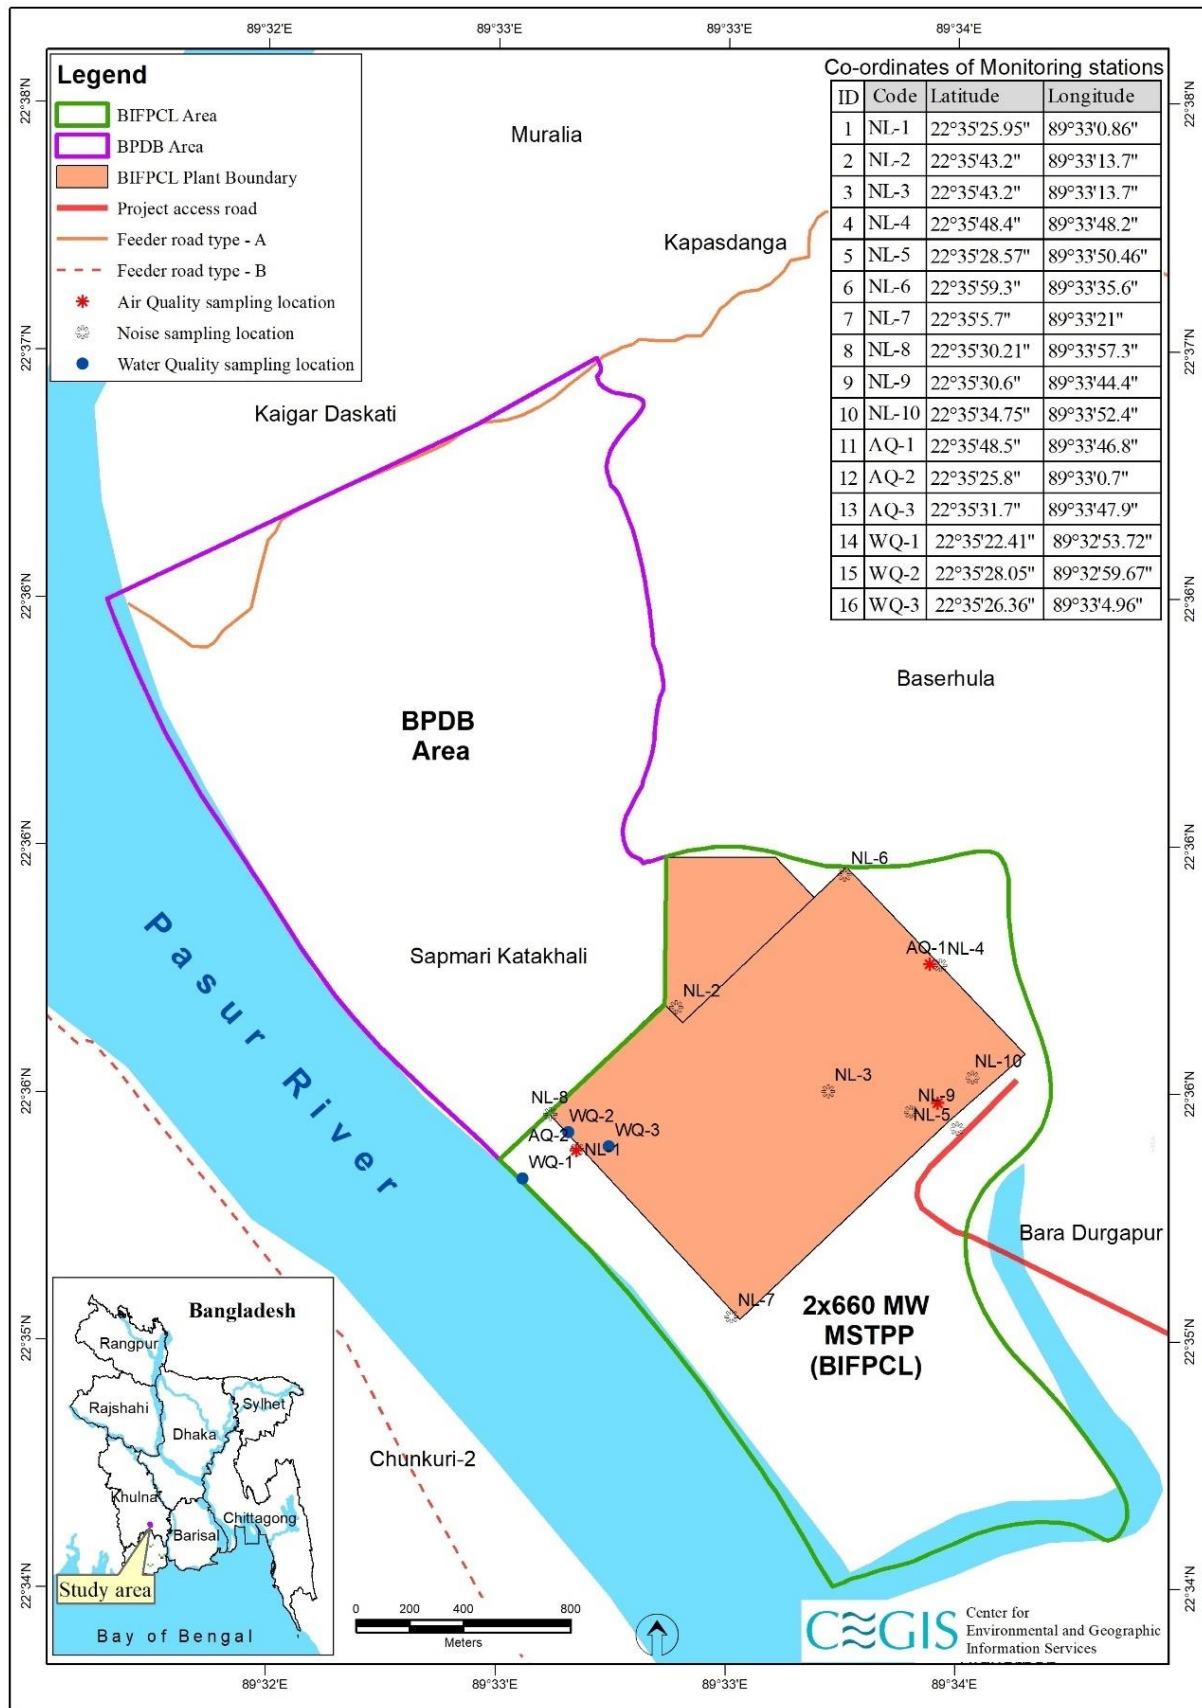 89°32'E 89°33'E 89°33'E 89°34'E
Legend
BIFPCL Area
BPDB Area
BIFPCL Plant Boundary
Project access road
Feeder road type - A
Feeder road type - B
Air Quality sampling location
Noise sampling location
Water Quality sampling location
Co-ordinates of Monitoring stations
ID Code Latitude Longitude
1 NL-1 22°35'25.95" 89°33'0.86"
2 NL-2 22°35'43.2" 89°33'13.7"
3 NL-3 22°35'43.2" 89°33'13.7"
4 NL-4 22°35'48.4" 89°33'48.2"
5 NL-5 22°35'28.57" 89°33'50.46"
6 NL-6 22°35'59.3" 89°33'35.6"
7 NL-7 22°35'5.7" 89°33'21"
8 NL-8 22°35'30.21" 89°33'57.3"
9 NL-9 22°35'30.6" 89°33'44.4"
10 NL-10 22°35'34.75" 89°33'52.4"
11 AQ-1 22°35'48.5" 89°33'46.8"
12 AQ-2 22°35'25.8" 89°33'0.7"
13 AQ-3 22°35'31.7" 89°33'47.9"
14 WQ-1 22°35'22.41" 89°32'53.72"
15 WQ-2 22°35'28.05" 89°32'59.67"
16 WQ-3 22°35'26.36" 89°33'4.96"
22°38'N 22°38'N
Muralia
Kapasdanga
22°37'N 22°37'N
Kaigar Daskati
22°36'N 22°36'N
Baserhula
BPDB
Area
22°36'N 22°36'N
NL-6
Pasur River
Sapmari Katakhali
AQ-1 NL-4
NL-2
NL-10
NL-3
22°36'N 22°36'N
NL-8
NL-9
WQ-2
NL-5
AQ-2
NL-1
WQ-3
WQ-1
Bara Durgapur
NL-7
2x660 MW
MSTPP
(BIFPCL)
22°35'N 22°35'N
Chunkuri-2
Bangladesh
Rangpur
Rajshahi
Sylhet
Dhaka
Khulna
Barisal
Chittagong
Study area
Bay of Bengal
22°34'N 22°34'N
0 200 400 800
Meters
CEGIS
Center for
Environmental and Geographic
Information Services
89°32'E 89°33'E 89°33'E 89°34'E